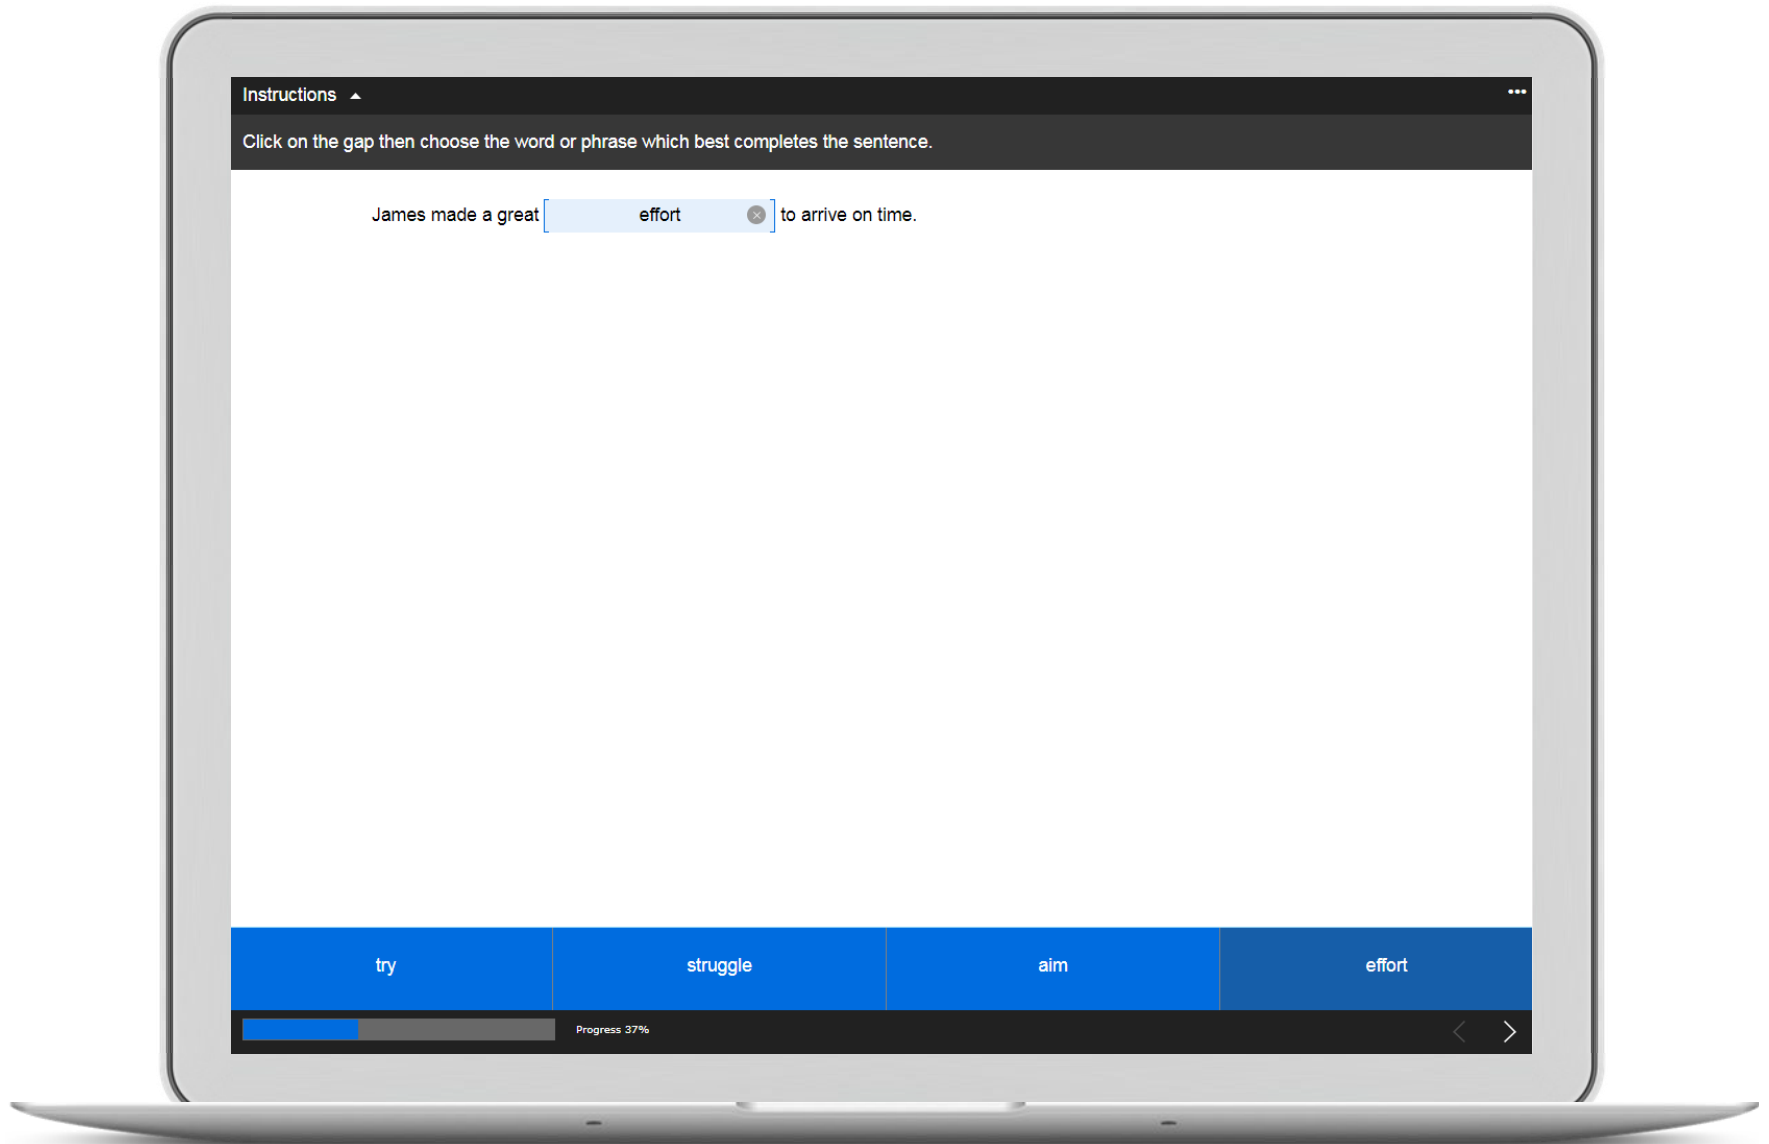 Instructions
Click on the gap then choose the word or phrase which best completes the sentence.
James made a great effort to arrive on time.
try struggle aim effort
Progress 37%